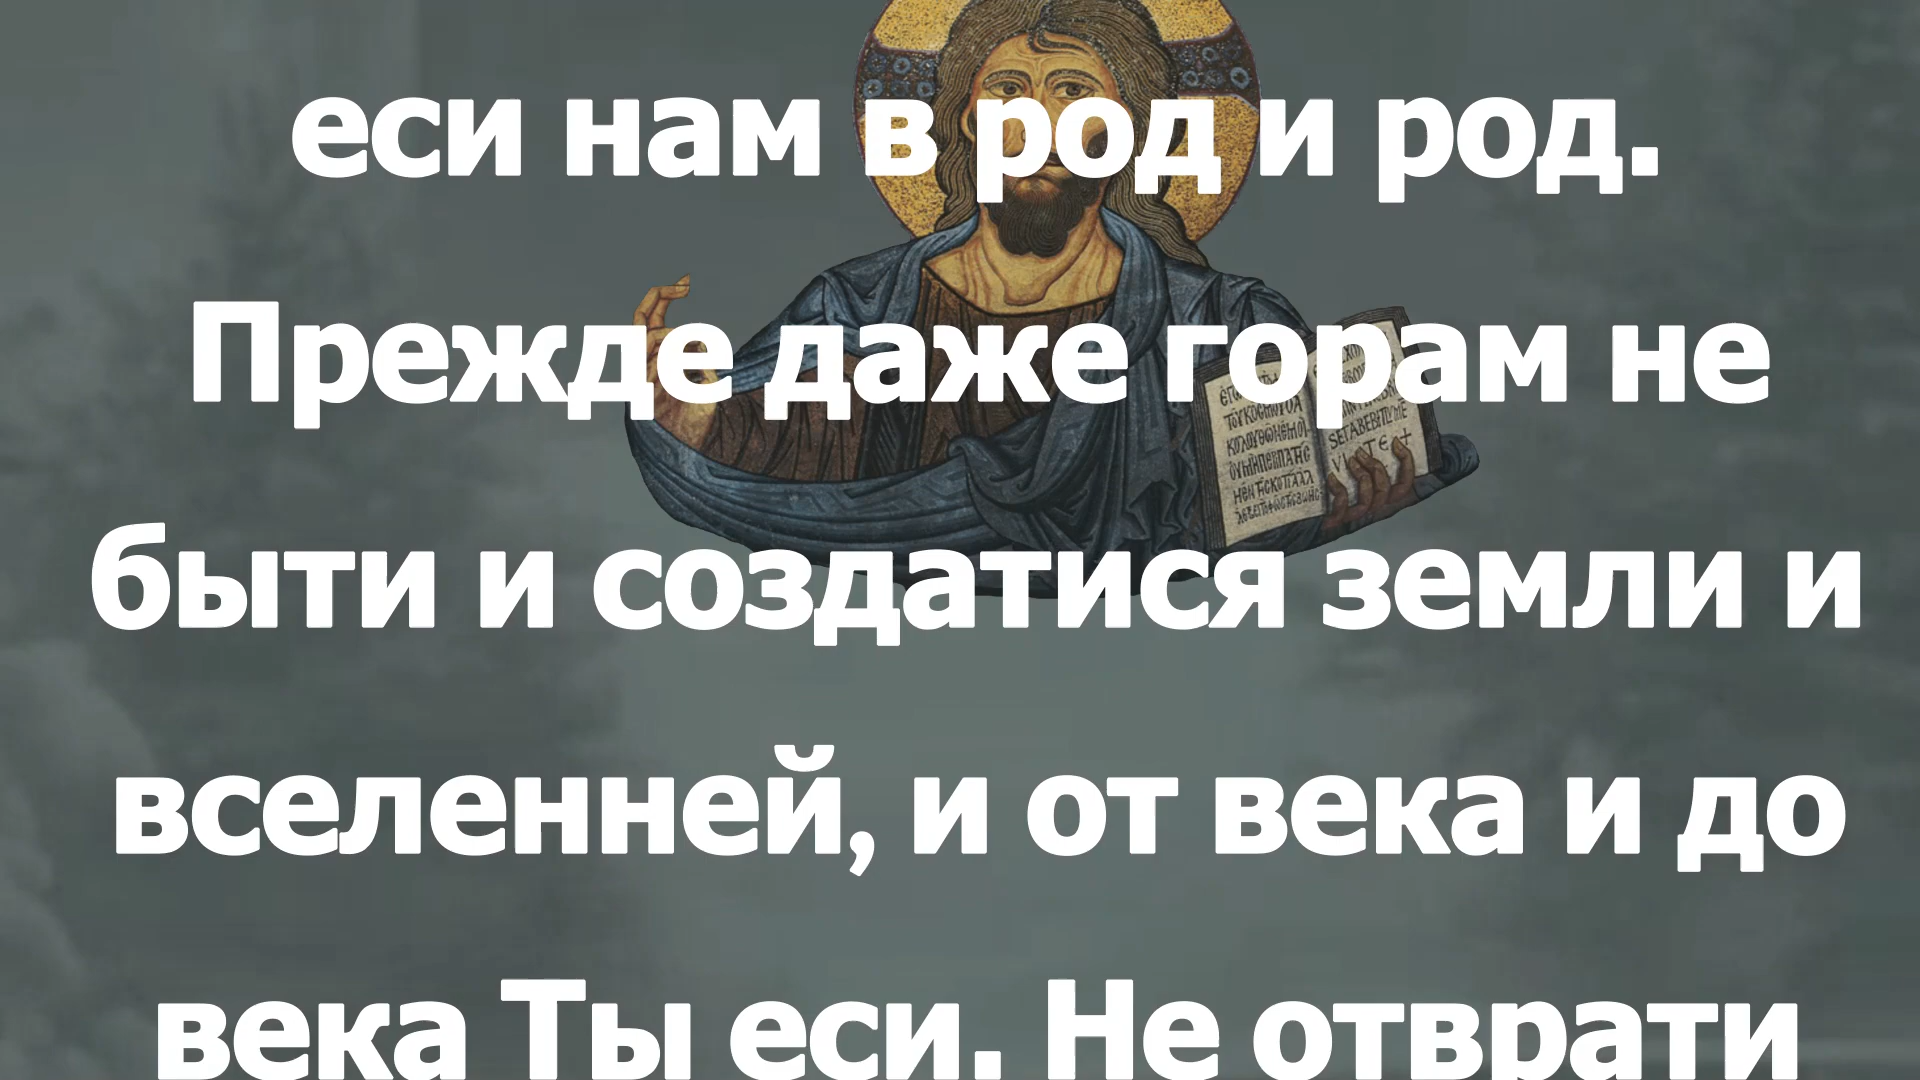 еси нам в род и род.
Прежде даже горам не
быти и создатися земли и
вселенней, и от века и до
века Ты еси. Не отврати